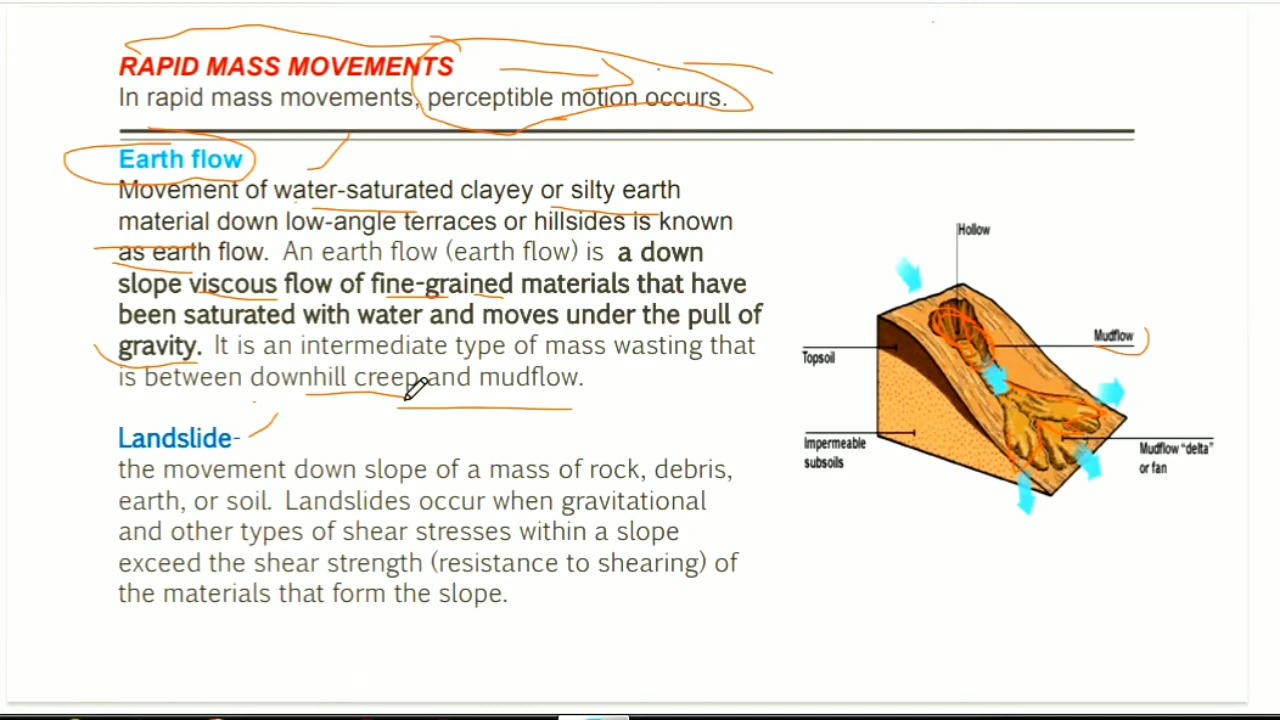 RAPID MASS MOVEMENTS
In rapid mass movements, perceptible motion occurs.
Earth flow
Movement of water-saturated clayey or silty earth
material down low-angle terraces or hillsides is known
as earth flow. An earth flow (earth flow) is a down
slope viscous flow of fine-grained materials that have
been saturated with water and moves under the pull of
gravity. It is an intermediate type of mass wasting that
is between downhill creep and mudflow.
Landslide-
the movement down slope of a mass of rock, debris,
earth, or soil. Landslides occur when gravitational
and other types of shear stresses within a slope
exceed the shear strength (resistance to shearing) of
the materials that form the slope.
Hollow
Mudflow
Topsoil
Impermeable
subsoils
Mudflow "delta"
or fan